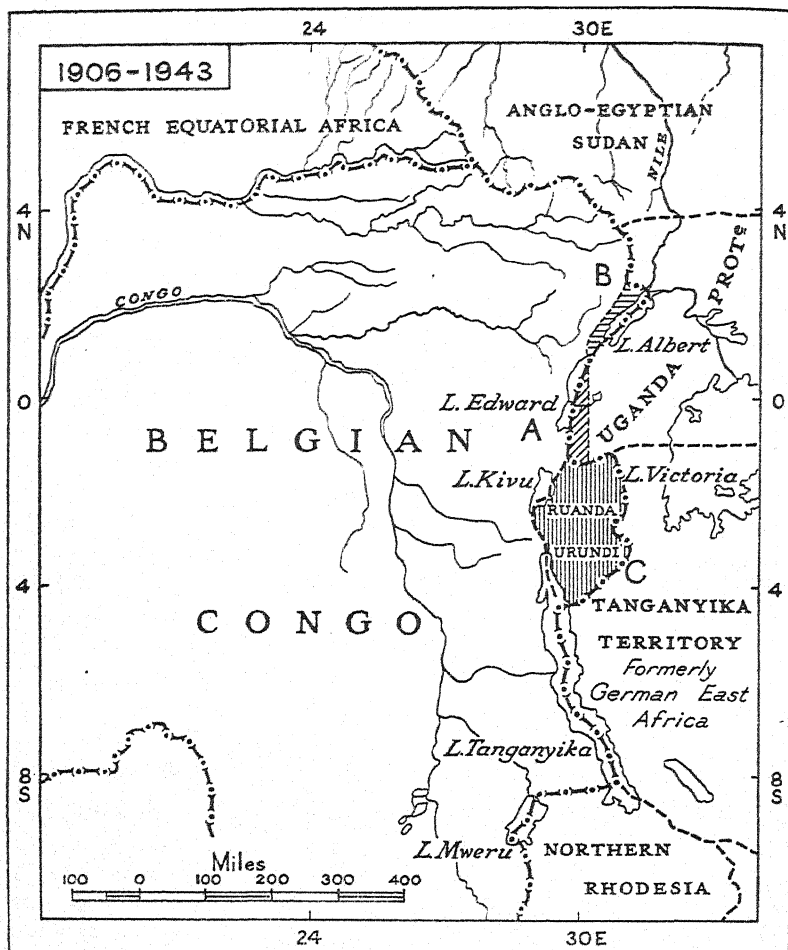 24 30E
1906-1943
FRENCH EQUATORIAL AFRICA
ANGLO-EGYPTIAN
SUDAN
NILE
4 N
4 N
B
PROTE
CONGO
L.Albert
UGANDA
0
0
L.Edward
A
BELGIAN
L.Kivu
L.Victoria
RUANDA
URUNDI
C
4
4
CONGO
TANGANYIKA
TERRITORY
Formerly
German East
Africa
L.Tanganyika
8 S
8 S
L.Mweru
NORTHERN
RHODESIA
Miles
100 0 100 200 300 400
24 30E